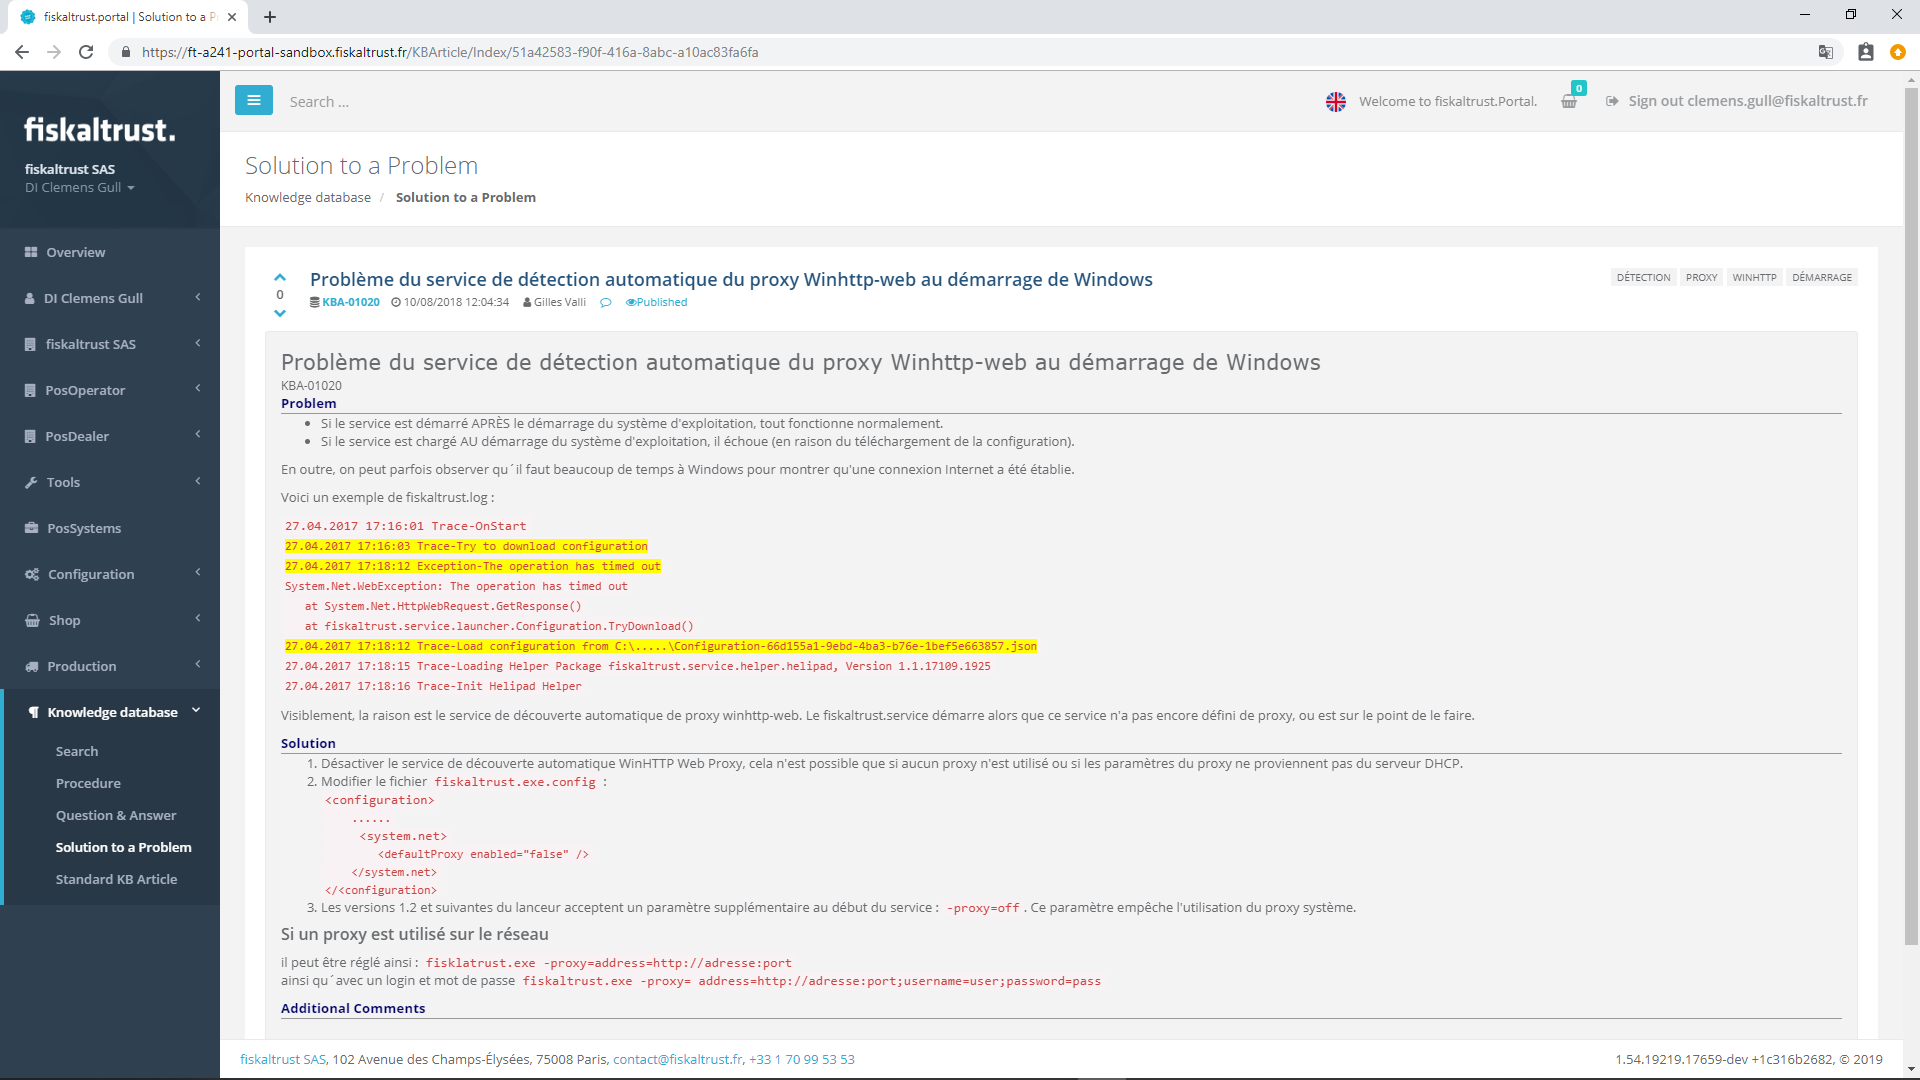 fiskaltrust.portal | Solution to a P
https://ft-a241-portal-sandbox.fiskaltrust.fr/KBArticle/Index/51a42583-f90f-416a-8abc-a10ac83fa6fa
fiskaltrust.
fiskaltrust SAS
DI Clemens Gull
Overview
DI Clemens Gull
fiskaltrust SAS
PosOperator
PosDealer
Tools
PosSystems
Configuration
Shop
Production
Knowledge database
Search
Procedure
Question & Answer
Solution to a Problem
Standard KB Article
Search ...
Welcome to fiskaltrust.Portal.
0
Sign out clemens.gull@fiskaltrust.fr
Solution to a Problem
Knowledge database / Solution to a Problem
0
Problème du service de détection automatique du proxy Winhttp-web au démarrage de Windows
KBA-01020 10/08/2018 12:04:34 Gilles Valli Published
DÉTECTION PROXY WINHTTP DÉMARRAGE
Problème du service de détection automatique du proxy Winhttp-web au démarrage de Windows
KBA-01020
Problem
• Si le service est démarré APRÈS le démarrage du système d'exploitation, tout fonctionne normalement.
• Si le service est chargé AU démarrage du système d'exploitation, il échoue (en raison du téléchargement de la configuration).
En outre, on peut parfois observer qu´il faut beaucoup de temps à Windows pour montrer qu'une connexion Internet a été établie.
Voici un exemple de fiskaltrust.log :
27.04.2017 17:16:01 Trace-OnStart
27.04.2017 17:16:03 Trace-Try to download configuration
27.04.2017 17:18:12 Exception-The operation has timed out
System.Net.WebException: The operation has timed out
at System.Net.HttpWebRequest.GetResponse()
at fiskaltrust.service.launcher.Configuration.TryDownload()
27.04.2017 17:18:12 Trace-Load configuration from C:\.....\Configuration-66d155a1-9ebd-4ba3-b76e-1bef5e663857.json
27.04.2017 17:18:15 Trace-Loading Helper Package fiskaltrust.service.helper.helipad, Version 1.1.17109.1925
27.04.2017 17:18:16 Trace-Init Helipad Helper
Visiblement, la raison est le service de découverte automatique de proxy winhttp-web. Le fiskaltrust.service démarre alors que ce service n'a pas encore défini de proxy, ou est sur le point de le faire.
Solution
1. Désactiver le service de découverte automatique WinHTTP Web Proxy, cela n'est possible que si aucun proxy n'est utilisé ou si les paramètres du proxy ne proviennent pas du serveur DHCP.
2. Modifier le fichier fiskaltrust.exe.config :
<configuration>
......
<system.net>
<defaultProxy enabled="false" />
</system.net>
</<configuration>
3. Les versions 1.2 et suivantes du lanceur acceptent un paramètre supplémentaire au début du service : -proxy=off . Ce paramètre empêche l'utilisation du proxy système.
Si un proxy est utilisé sur le réseau
il peut être réglé ainsi : fisklatrust.exe -proxy=address=http://adresse:port
ainsi qu´avec un login et mot de passe fiskaltrust.exe -proxy= address=http://adresse:port;username=user;password=pass
Additional Comments
fiskaltrust SAS, 102 Avenue des Champs-Élysées, 75008 Paris, contact@fiskaltrust.fr, +33 1 70 99 53 53
1.54.19219.17659-dev +1c316b2682, © 2019